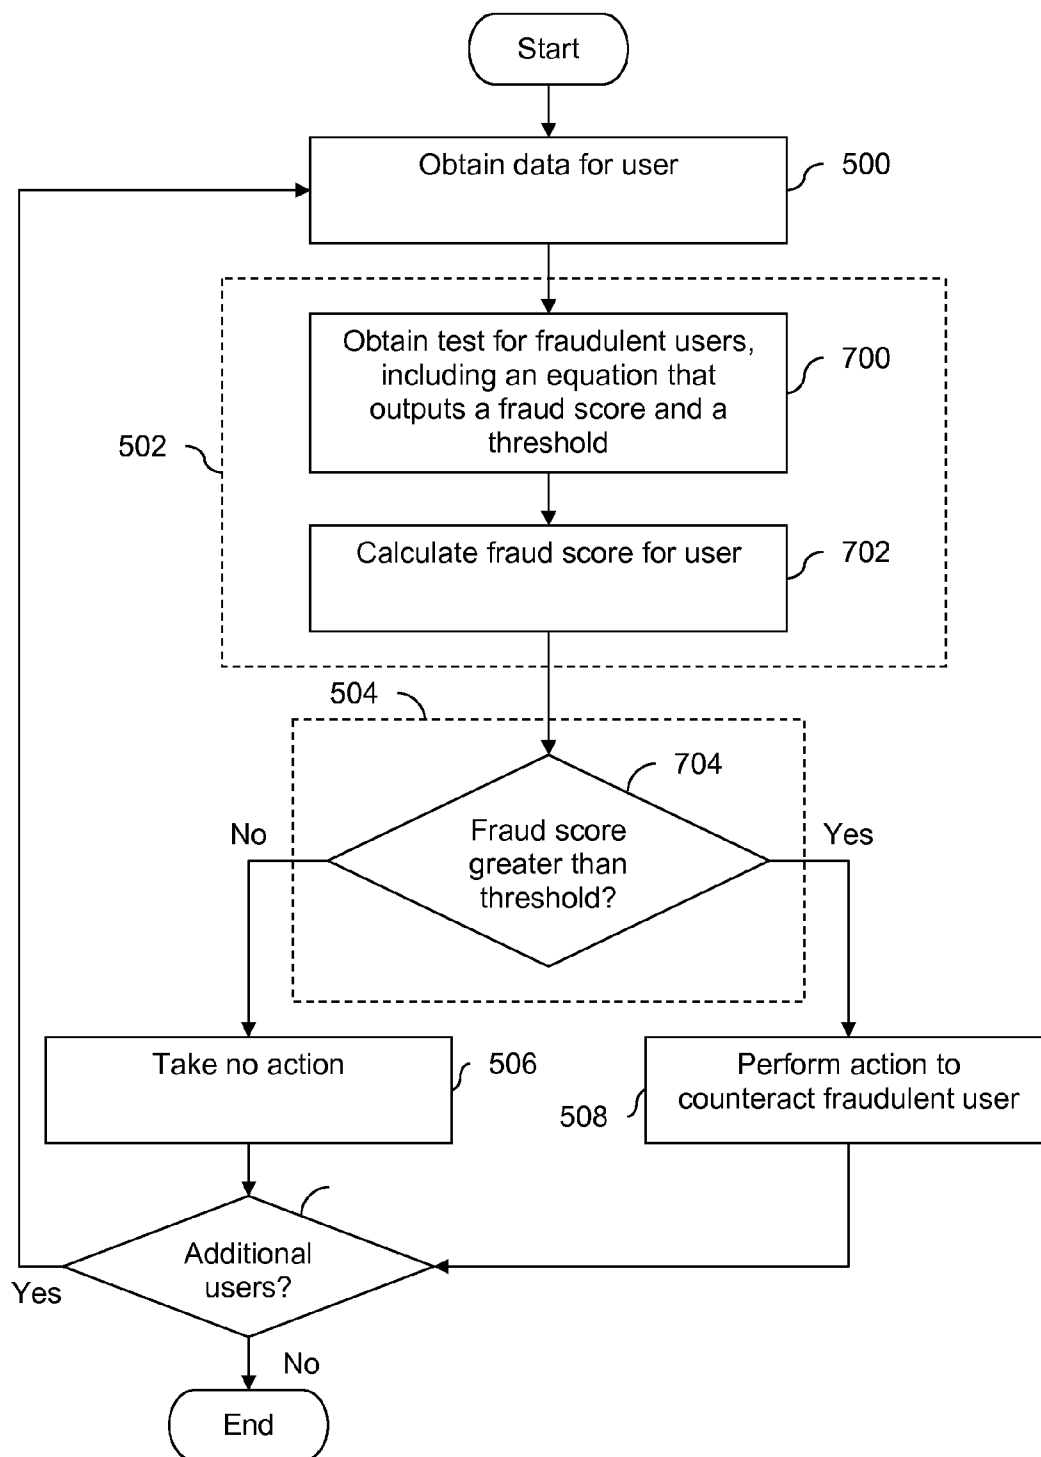 Start
Obtain data for user
500
Obtain test for fraudulent users,
including an equation that
outputs a fraud score and a
threshold
700
502
Calculate fraud score for user
702
504
704
Fraud score
greater than
threshold?
No
Yes
Take no action
506
Perform action to
counteract fraudulent user
508
Additional
users?
Yes
No
End